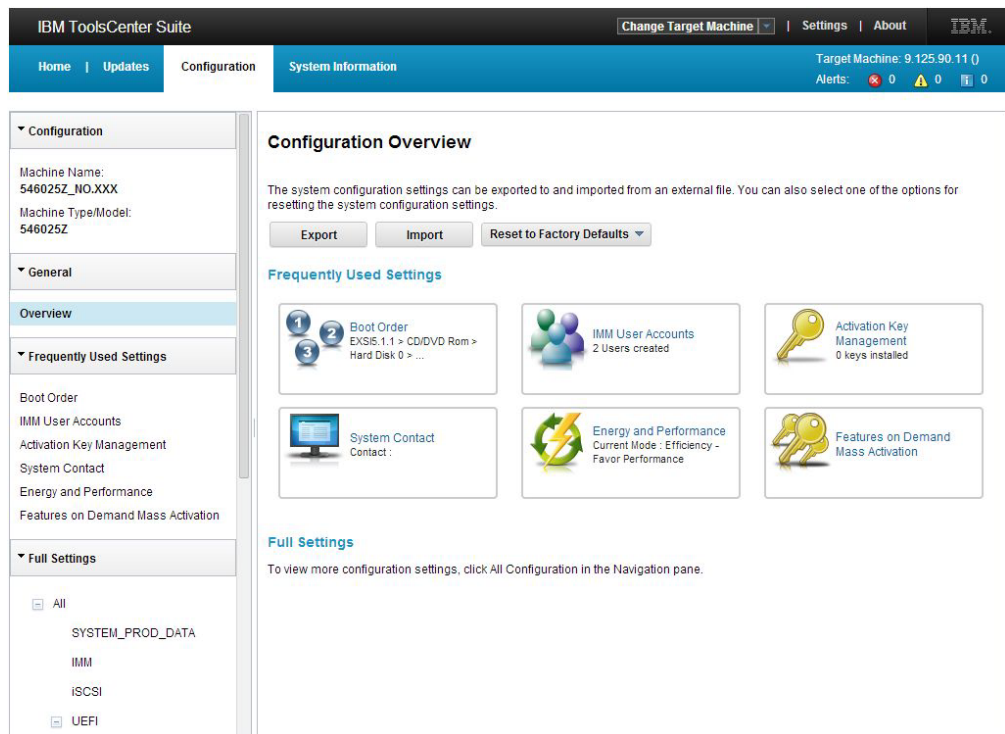 IBM ToolsCenter Suite
Change Target Machine | Settings | About
IBM.
Home | Updates
Configuration
System Information
Target Machine: 9.125.90.11 ()
Alerts: 0 0 0
Configuration
Machine Name:
546025Z_NO.XXX
Machine Type/Model:
546025Z
General
Overview
Frequently Used Settings
Boot Order
IMM User Accounts
Activation Key Management
System Contact
Energy and Performance
Features on Demand Mass Activation
Full Settings
All
SYSTEM_PROD_DATA
IMM
iSCSI
UEFI
Configuration Overview
The system configuration settings can be exported to and imported from an external file. You can also select one of the options for
resetting the system configuration settings.
Export
Import
Reset to Factory Defaults
Frequently Used Settings
1
2
3
Boot Order
EXSI5.1.1 > CD/DVD Rom >
Hard Disk 0 > ...
IMM User Accounts
2 Users created
Activation Key
Management
0 keys installed
System Contact
Contact :
Energy and Performance
Current Mode : Efficiency -
Favor Performance
Features on Demand
Mass Activation
Full Settings
To view more configuration settings, click All Configuration in the Navigation pane.